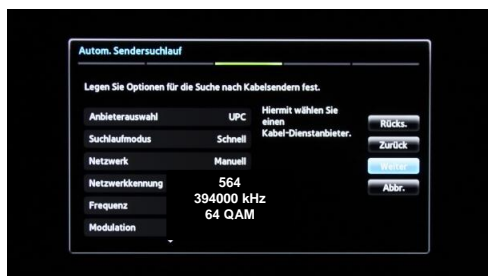 Autom. Sendersuchlauf
Legen Sie Optionen für die Suche nach Kabelsendern fest.
Anbieterauswahl UPC
Suchlaufmodus Schnell
Netzwerk Manuell
Netzwerkkennung 564
Frequenz 394000 kHz
Modulation 64 QAM
Hiermit wählen Sie
einen
Kabel-Dienstanbieter.
Rücks.
Zurück
Weiter
Abbr.